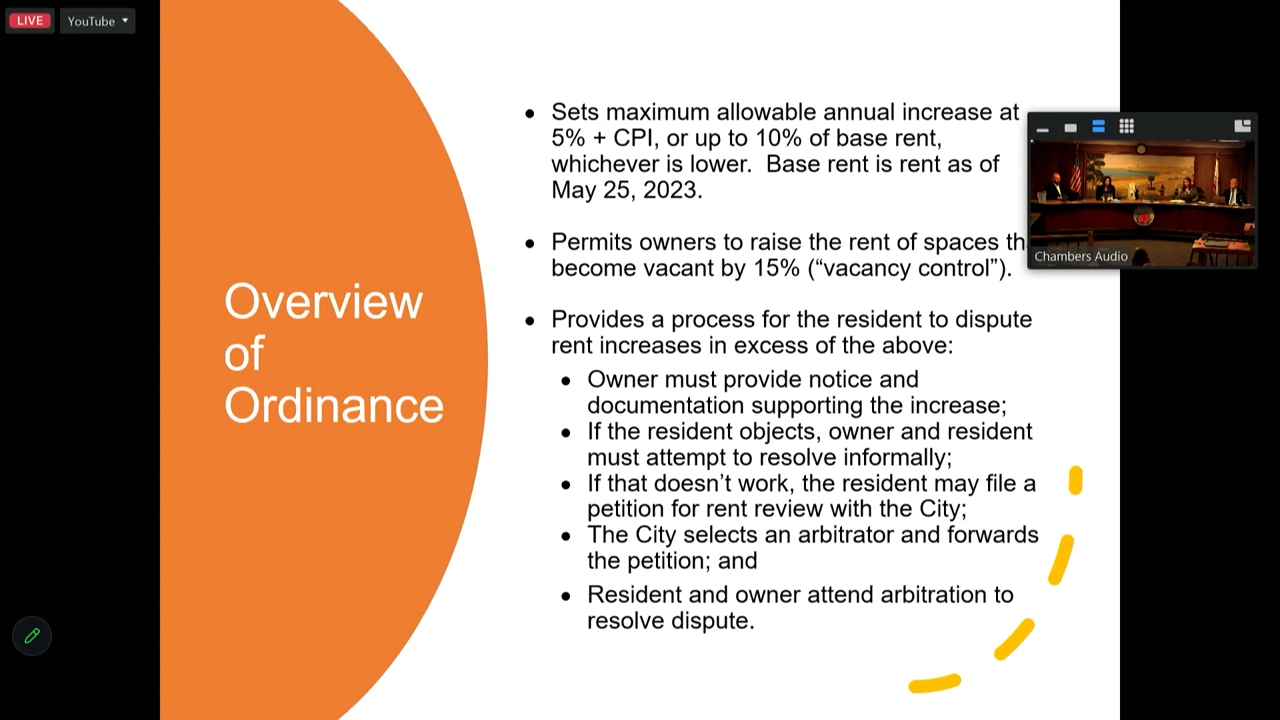 LIVE
YouTube
Overview
of
Ordinance
• Sets maximum allowable annual increase at
5% + CPI, or up to 10% of base rent,
whichever is lower.  Base rent is rent as of
May 25, 2023.
• Permits owners to raise the rent of spaces th
become vacant by 15% (“vacancy control”).
• Provides a process for the resident to dispute
rent increases in excess of the above:
• Owner must provide notice and
documentation supporting the increase;
• If the resident objects, owner and resident
must attempt to resolve informally;
• If that doesn’t work, the resident may file a
petition for rent review with the City;
• The City selects an arbitrator and forwards
the petition; and
• Resident and owner attend arbitration to
resolve dispute.
Chambers Audio